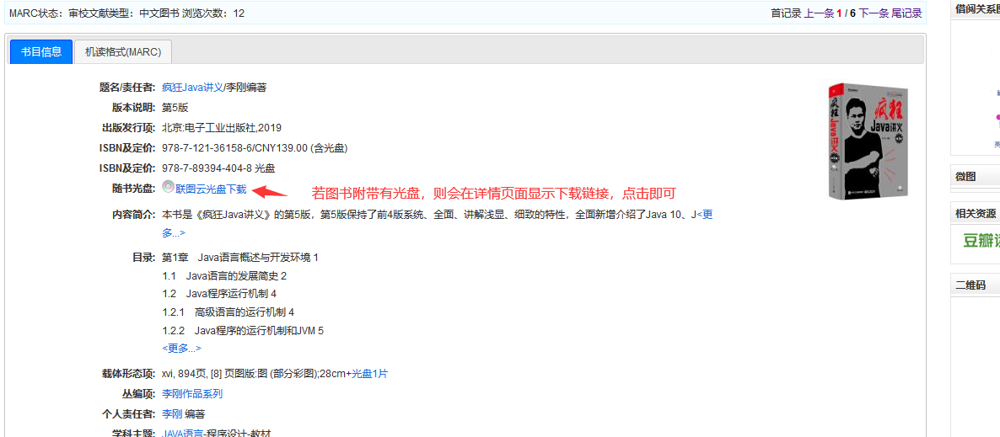 MARC状态：审校文献类型：中文图书 浏览次数：12
首记录 上一条 1 / 6 下一条 尾记录
书目信息
机读格式(MARC)
题名/责任者: 疯狂Java讲义/李刚编著
版本说明: 第5版
出版发行项: 北京:电子工业出版社,2019
ISBN及定价: 978-7-121-36158-6/CNY139.00 (含光盘)
ISBN及定价: 978-7-89394-404-8 光盘
随书光盘: 联图云光盘下载
若图书附带有光盘，则会在详情页面显示下载链接，点击即可
内容简介: 本书是《疯狂Java讲义》的第5版，第5版保持了前4版系统、全面、讲解浅显、细致的特性，全面新增介绍了Java 10、J<更
多...>
目录: 第1章 Java语言概述与开发环境 1
1.1 Java语言的发展简史 2
1.2 Java程序运行机制 4
1.2.1 高级语言的运行机制 4
1.2.2 Java程序的运行机制和JVM 5
<更多...>
载体形态项: xvi, 894页, [8] 页图版:图 (部分彩图);28cm+光盘1片
丛编项: 李刚作品系列
个人责任者: 李刚 编著
学科主题: JAVA语言-程序设计-教材
疯狂
Java讲义
疯狂
Java讲义
借阅关系图
微图
相关资源
豆瓣读
二维码